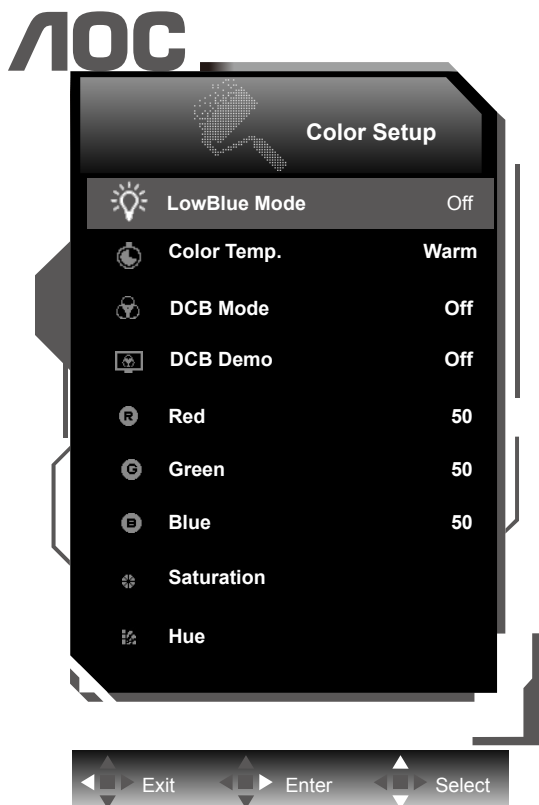 AOC
Color Setup
LowBlue Mode Off
Color Temp. Warm
DCB Mode Off
DCB Demo Off
R Red 50
G Green 50
B Blue 50
Saturation
Hue
Exit Enter Select